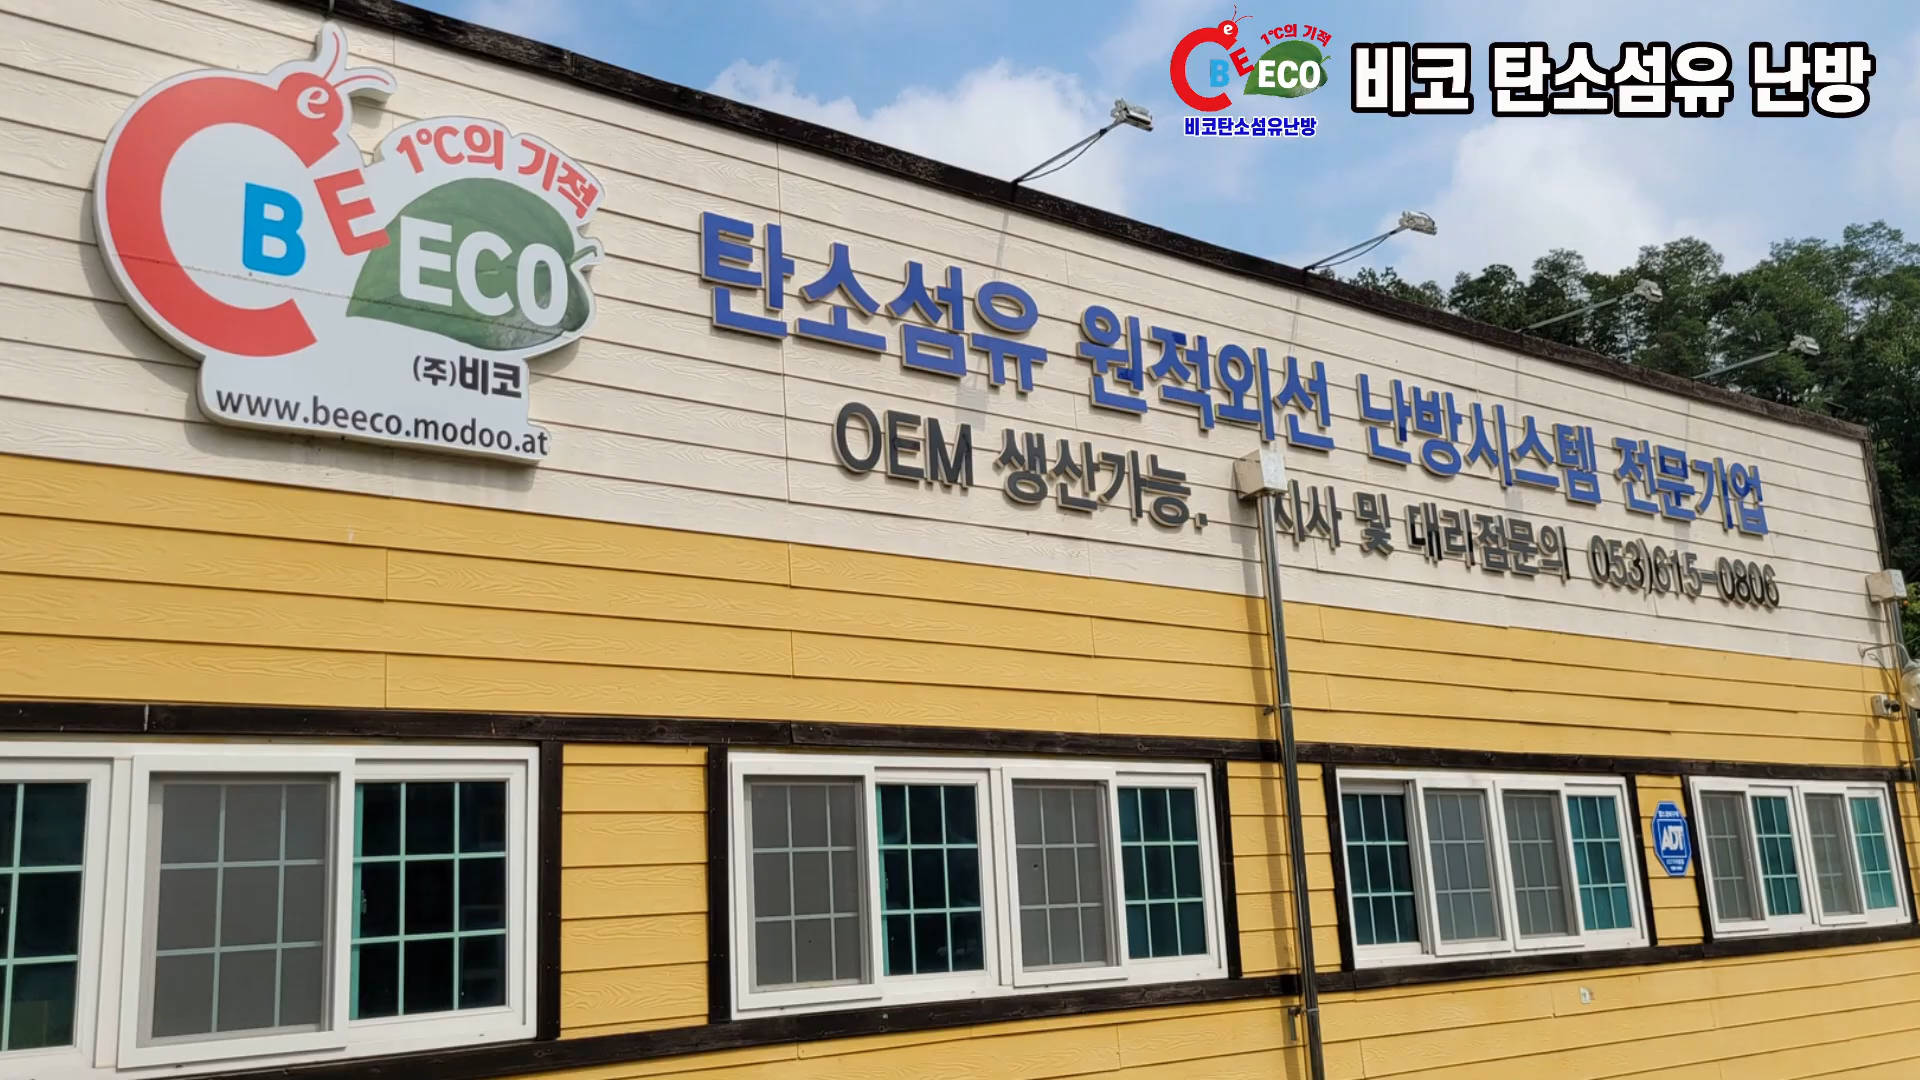 e
1℃의 기적
C B E ECO
비코탄소섬유난방
비코 탄소섬유 난방
e
1℃의 기적
C B E ECO
(주)비코
www.beeco.modoo.at
탄소섬유 원적외선 난방시스템 전문기업
OEM 생산가능. 지사 및 대리점문의 053)615-0806
ADT